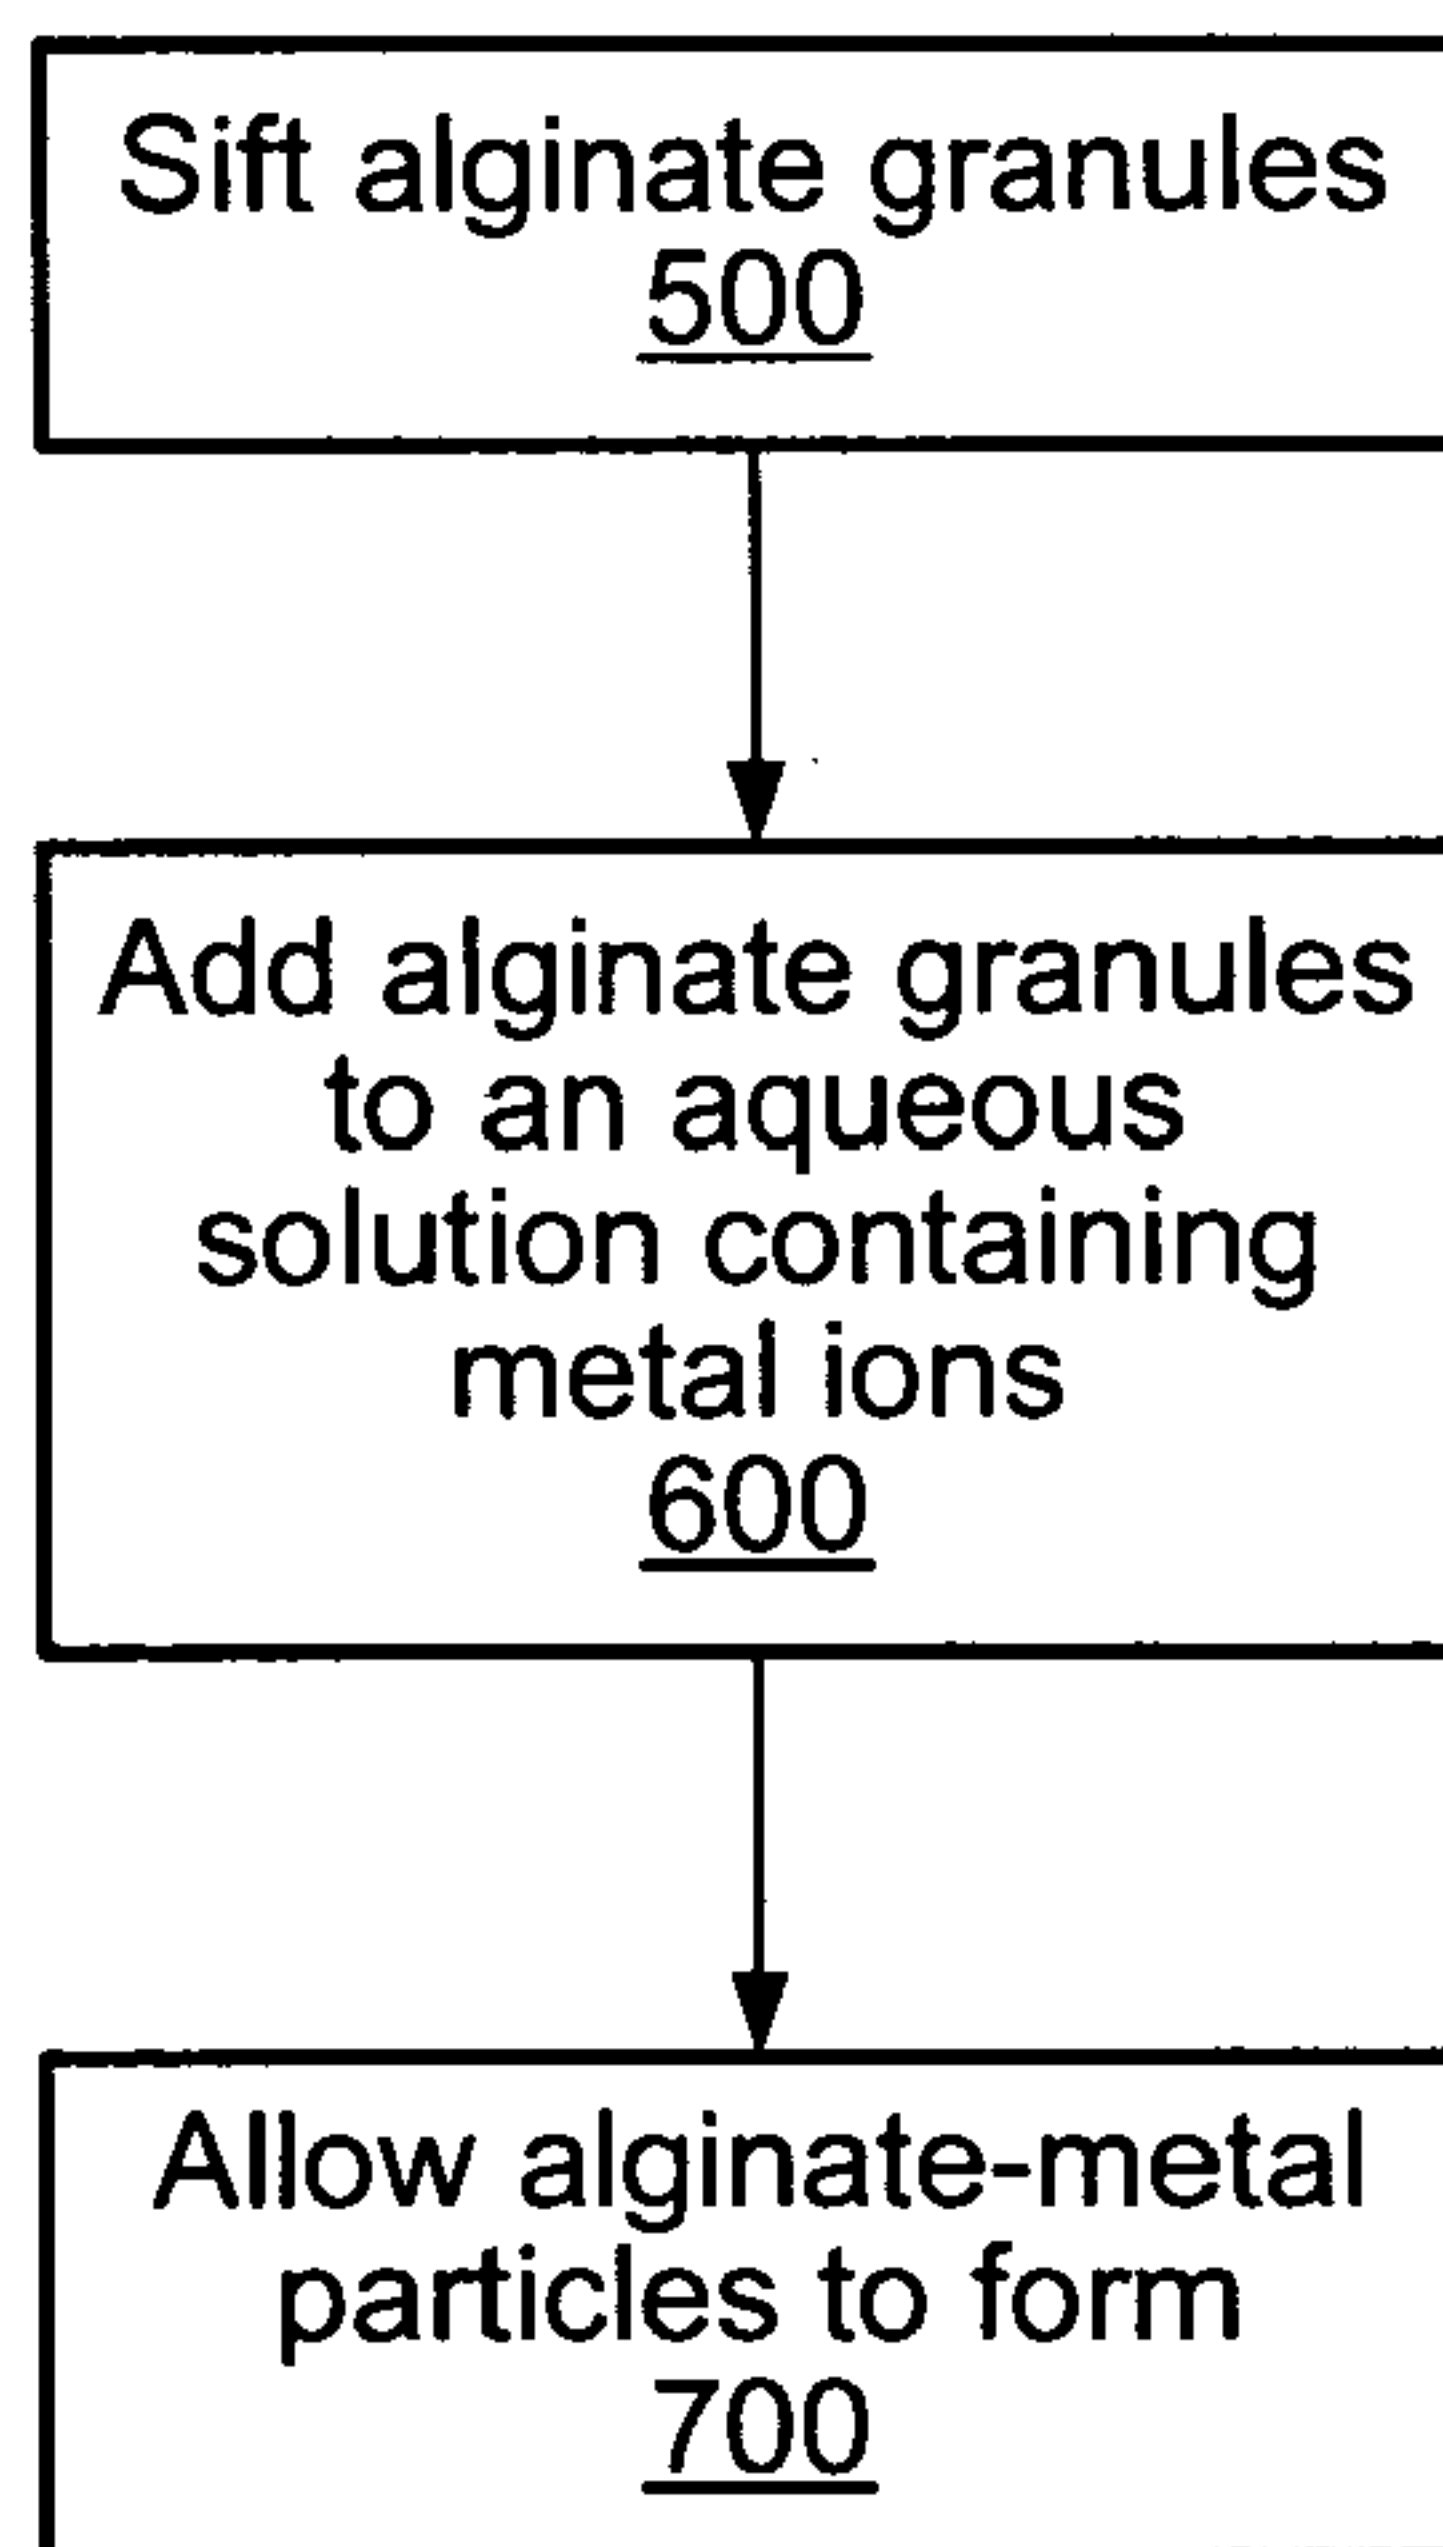 Sift alginate granules
500
Add alginate granules
to an aqueous
solution containing
metal ions
600
Allow alginate-metal
particles to form
700